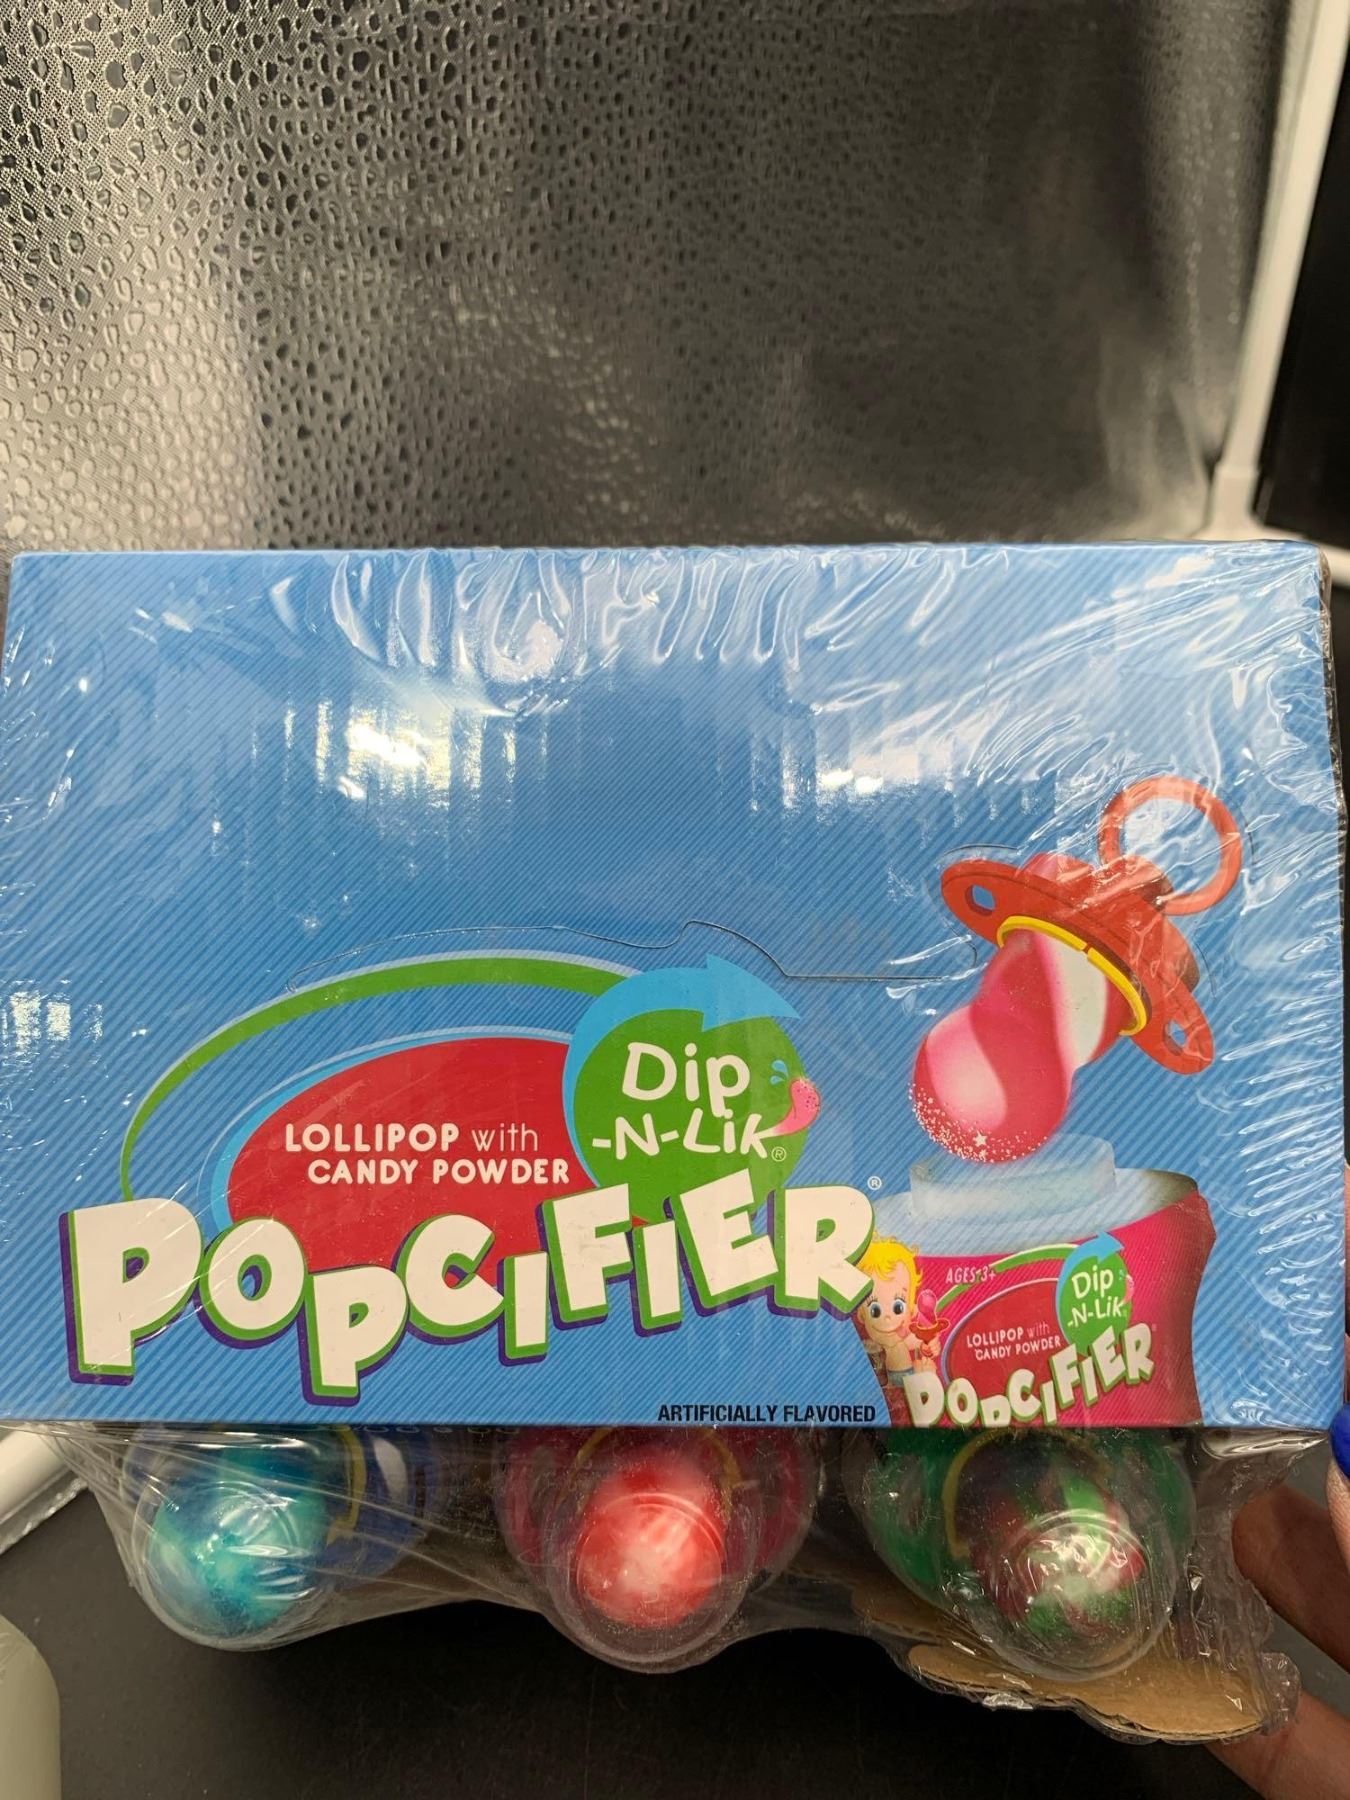 Dip
-N-Lik®
LOLLIPOP with
CANDY POWDER
POPCIFIER®
AGES 3+
Dip
-N-Lik
LOLLIPOP with
CANDY POWDER
POPCIFIER
ARTIFICIALLY FLAVORED